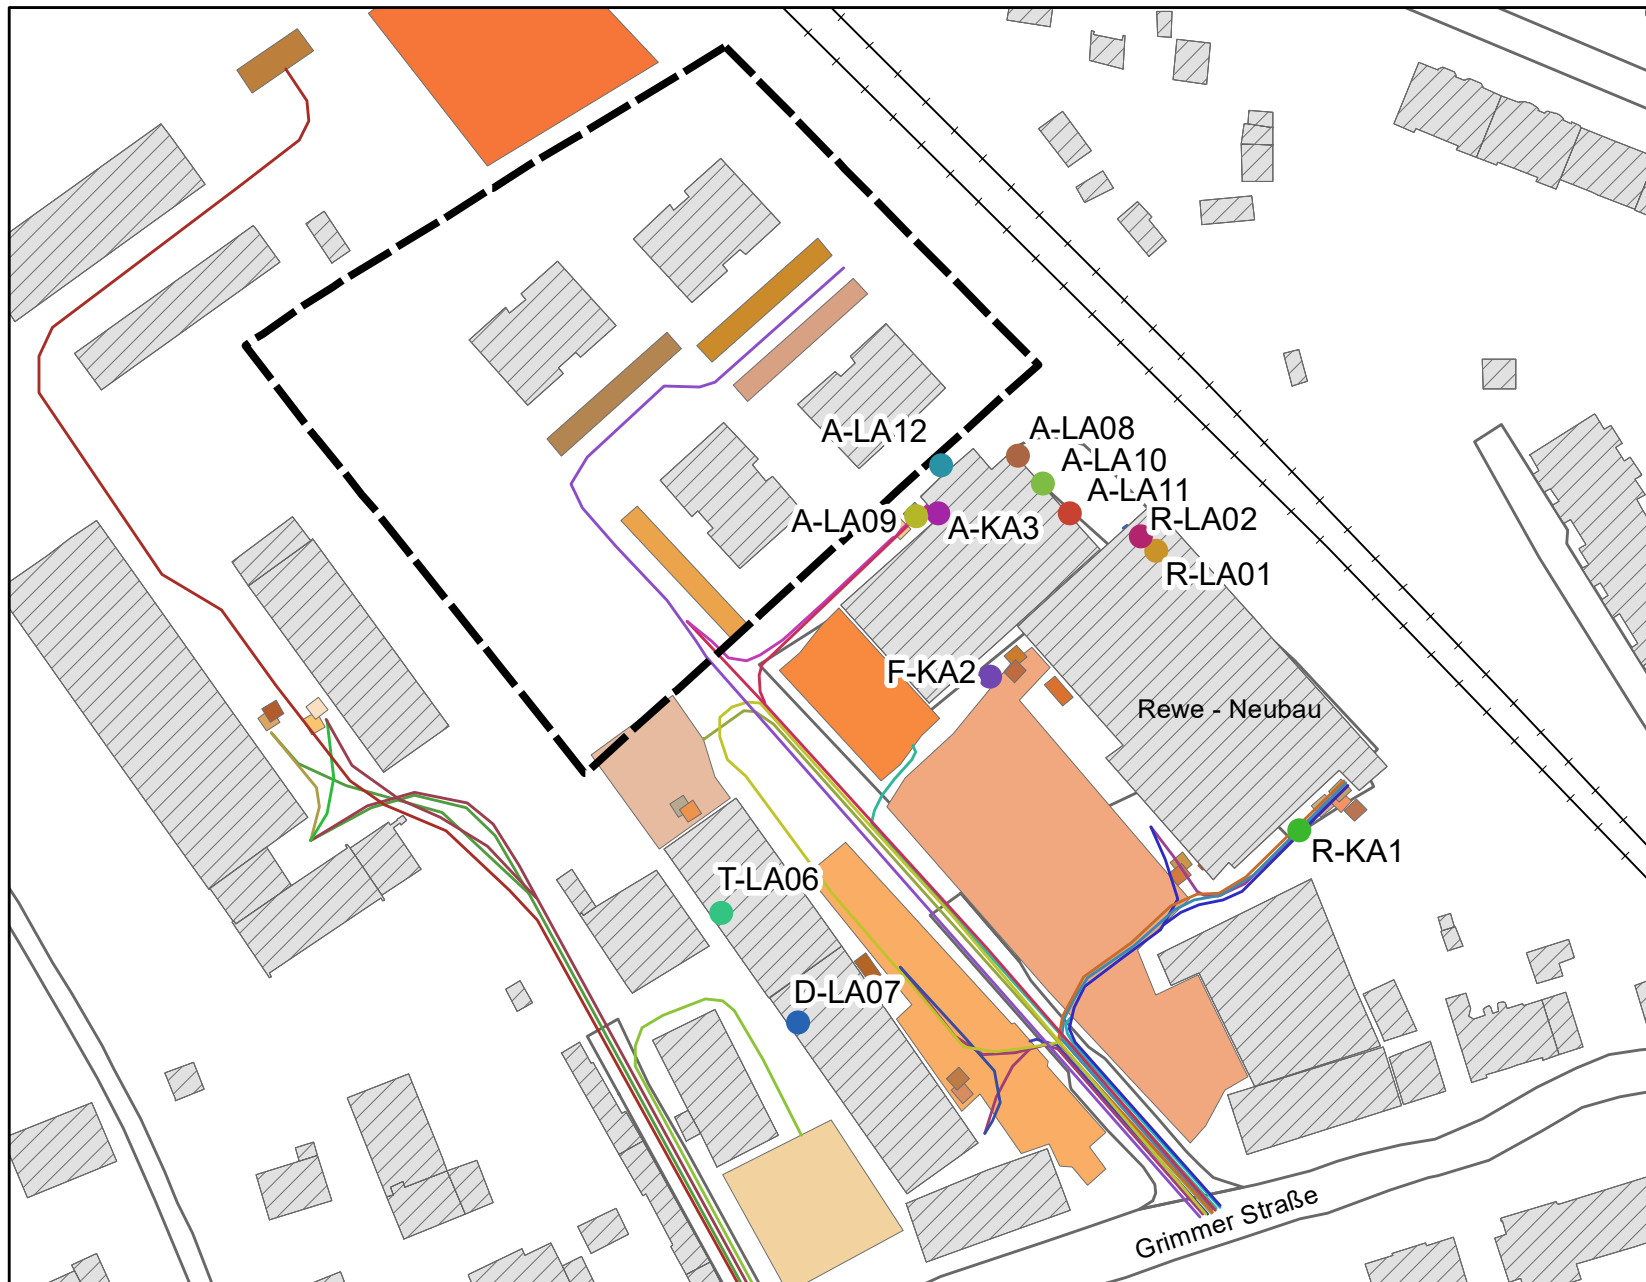 A-LA12
A-LA08
A-LA10
A-LA11
A-LA09
A-KA3
R-LA02
R-LA01
F-KA2
Rewe - Neubau
R-KA1
T-LA06
D-LA07
Grimmer Straße